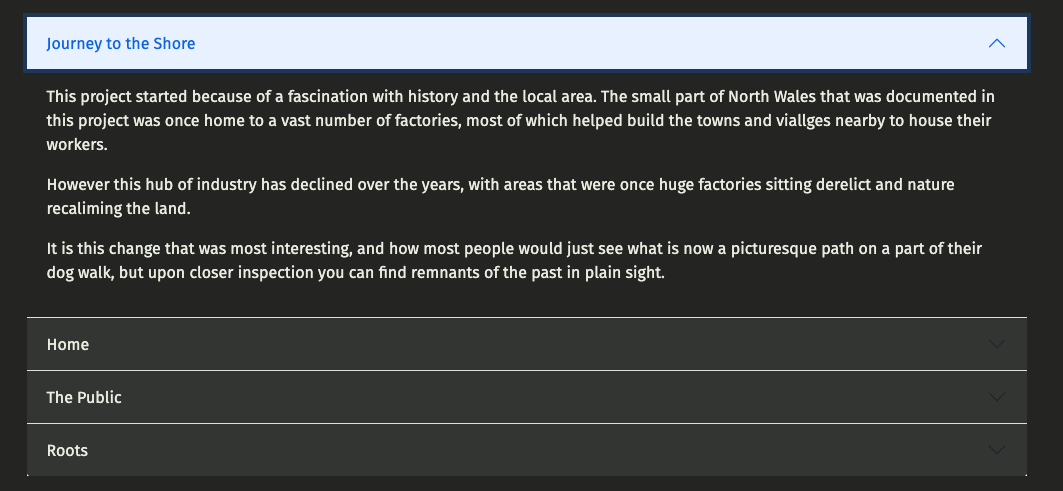 Journey to the Shore
This project started because of a fascination with history and the local area. The small part of North Wales that was documented in
this project was once home to a vast number of factories, most of which helped build the towns and viallges nearby to house their
workers.
However this hub of industry has declined over the years, with areas that were once huge factories sitting derelict and nature
recaliming the land.
It is this change that was most interesting, and how most people would just see what is now a picturesque path on a part of their
dog walk, but upon closer inspection you can find remnants of the past in plain sight.
Home
The Public
Roots